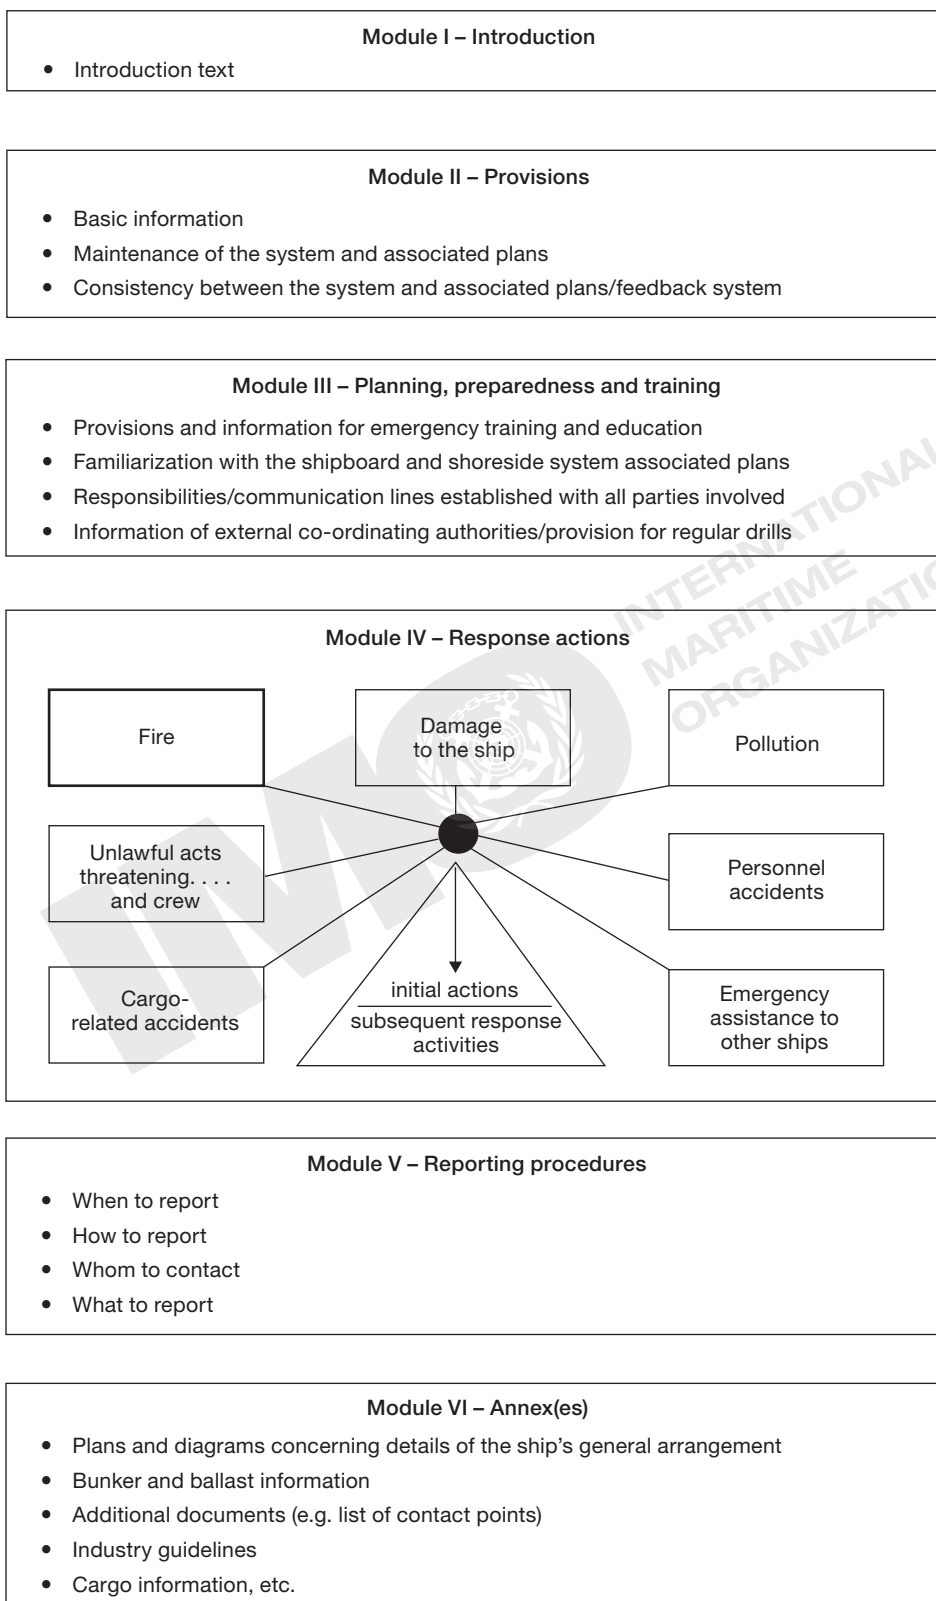 Module I – Introduction
• Introduction text
Module II – Provisions
• Basic information
• Maintenance of the system and associated plans
• Consistency between the system and associated plans/feedback system
Module III – Planning, preparedness and training
• Provisions and information for emergency training and education
• Familiarization with the shipboard and shoreside system associated plans
• Responsibilities/communication lines established with all parties involved
• Information of external co-ordinating authorities/provision for regular drills
INTERNATIONAL
MARITIME
Module IV – Response actions
Fire
Damage
to the ship
Pollution
Unlawful acts
threatening. . . .
and crew
Personnel
accidents
Cargo-
related accidents
initial actions
subsequent response
activities
Emergency
assistance to
other ships
IMO
Module V – Reporting procedures
• When to report
• How to report
• Whom to contact
• What to report
Module VI – Annex(es)
• Plans and diagrams concerning details of the ship’s general arrangement
• Bunker and ballast information
• Additional documents (e.g. list of contact points)
• Industry guidelines
• Cargo information, etc.